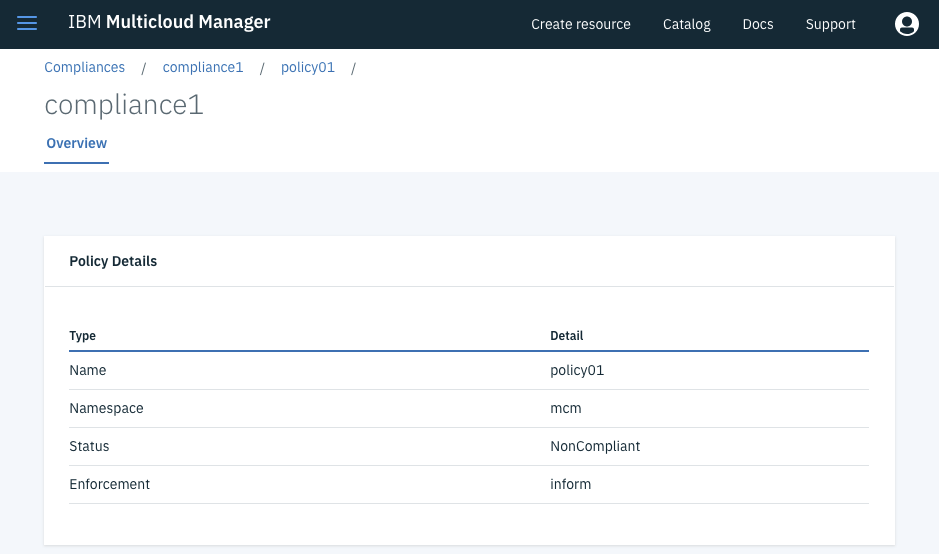 IBM Multicloud Manager Create resource Catalog Docs Support
Compliances / compliance1 / policy01 /
compliance1
Overview
Policy Details
Type Detail
Name policy01
Namespace mcm
Status NonCompliant
Enforcement inform